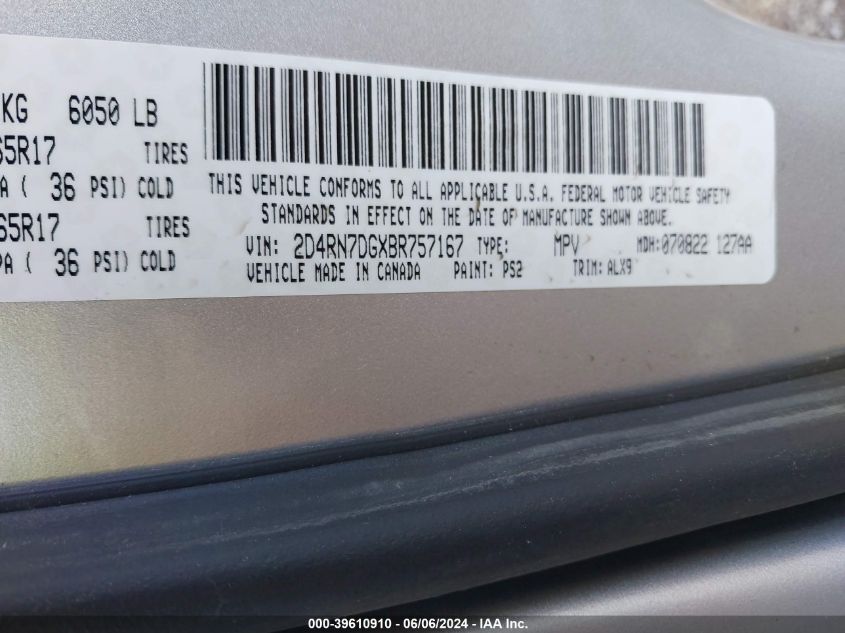 KG 6050 LB
65R17 TIRES
A ( 36 PSI) COLD
65R17 TIRES
PA ( 36 PSI) COLD
THIS VEHICLE CONFORMS TO ALL APPLICABLE U.S.A. FEDERAL MOTOR VEHICLE SAFETY
STANDARDS IN EFFECT ON THE DATE OF MANUFACTURE SHOWN ABOVE.
VIN: 2D4RN7DGXBR757167 TYPE: MPV MDH:070822 127AA
VEHICLE MADE IN CANADA PAINT: PS2 TRIM: ALX9
000-39610910 - 06/06/2024 - IAA Inc.